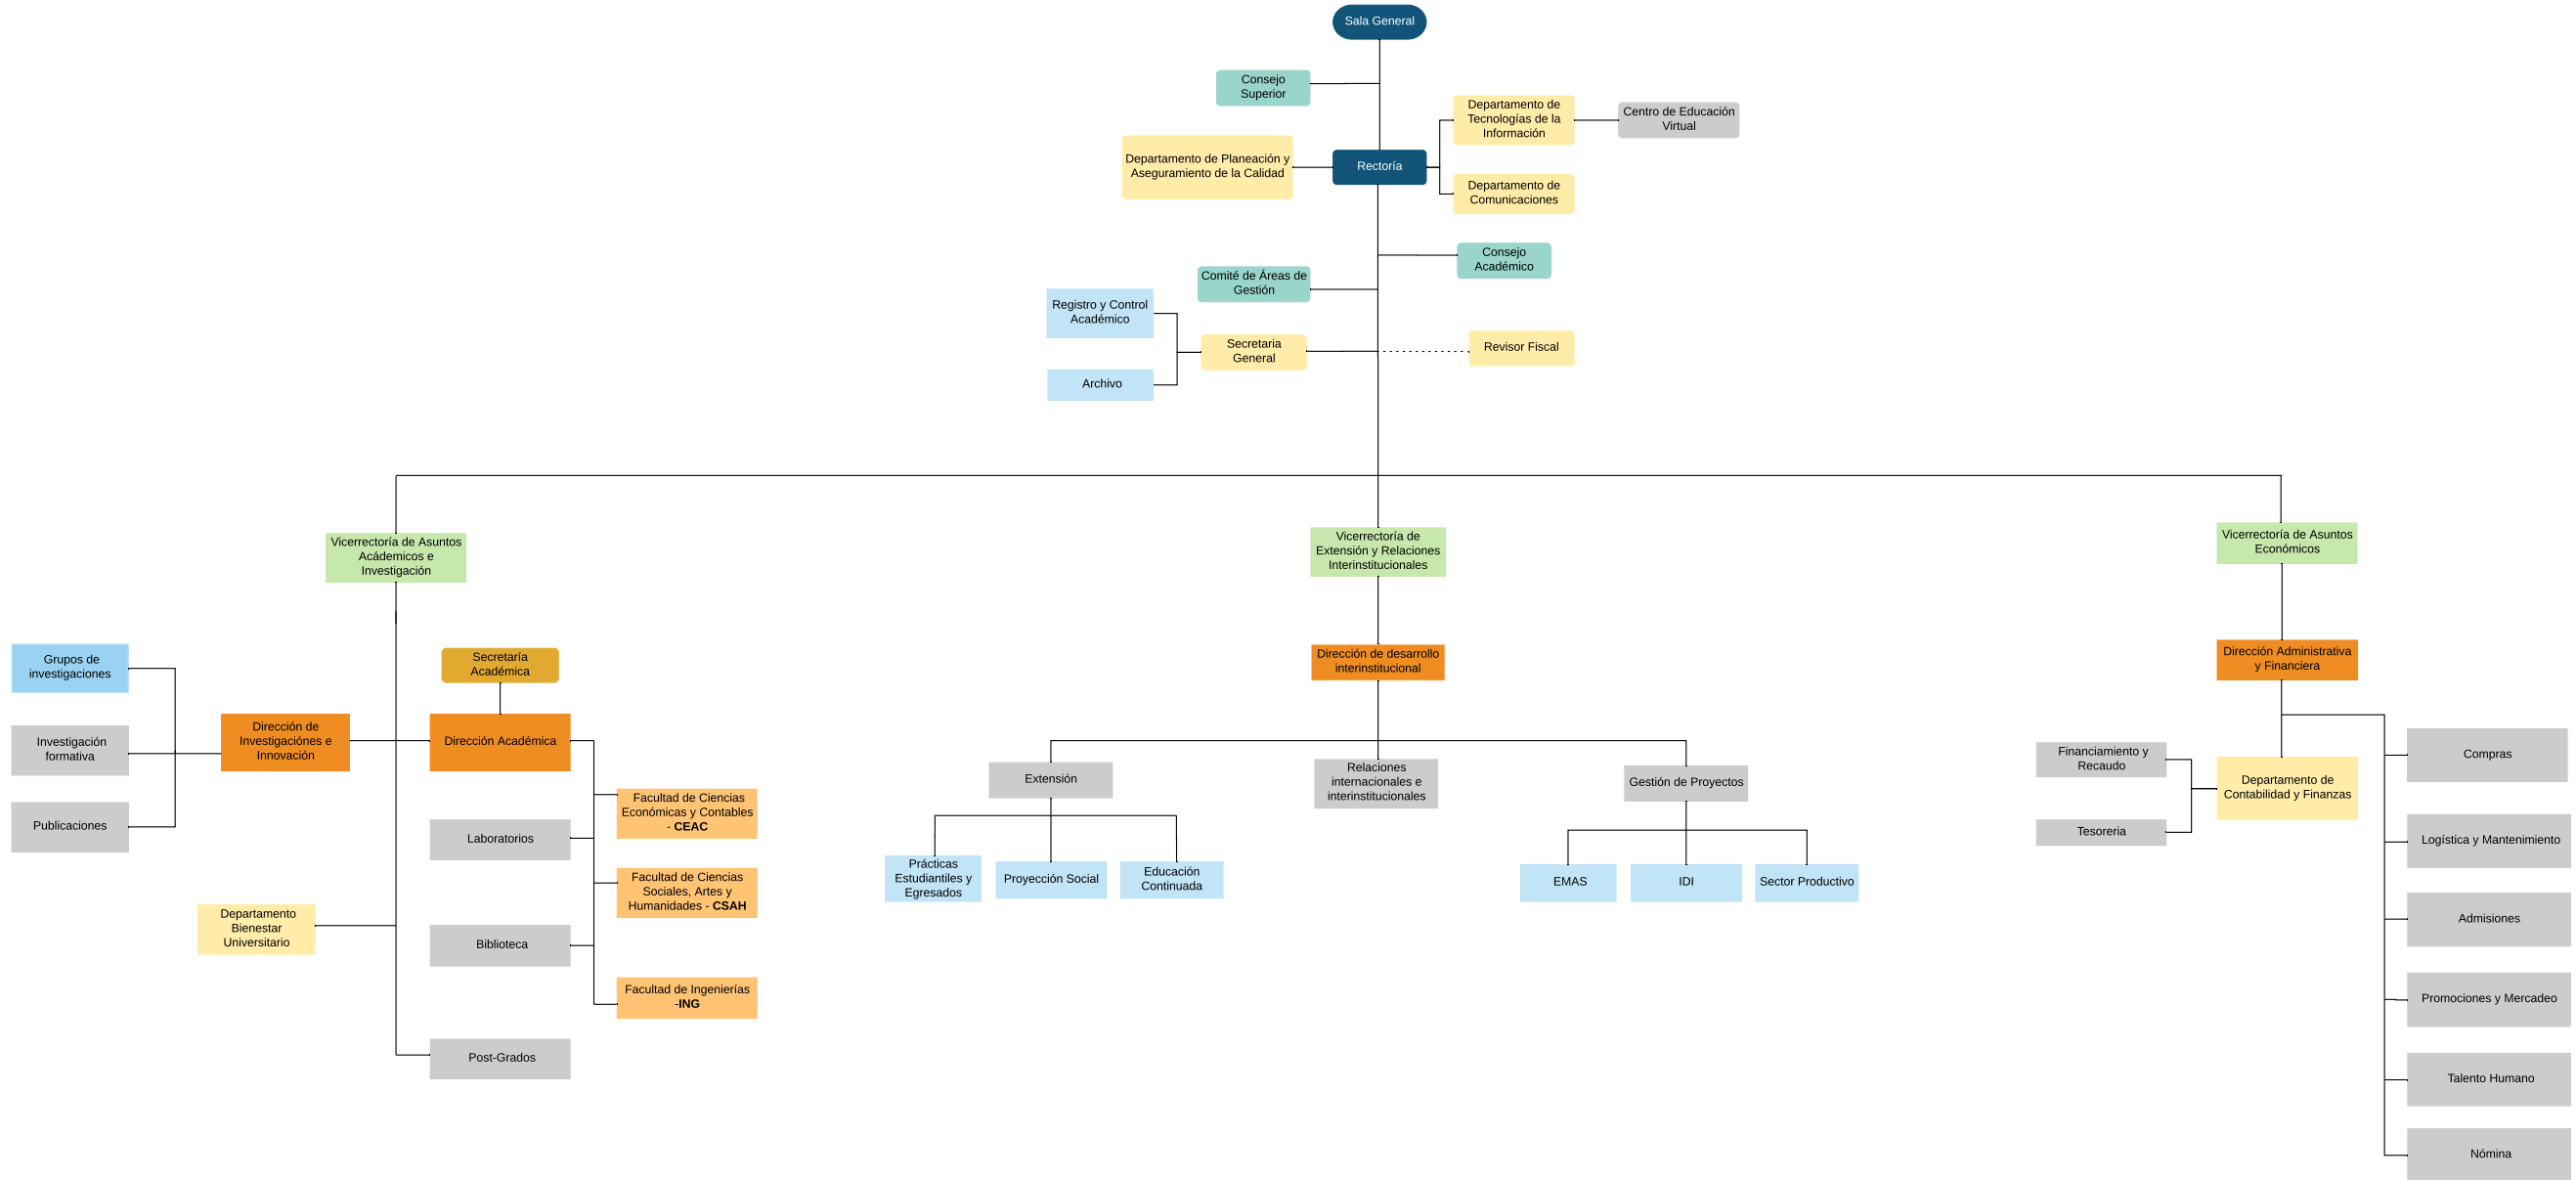 Sala General
Consejo
Superior
Departamento de
Tecnologías de la
Información
Centro de Educación
Virtual
Departamento de Planeación y
Aseguramiento de la Calidad
Rectoría
Departamento de
Comunicaciones
Consejo
Académico
Comité de Áreas de
Gestión
Registro y Control
Académico
Secretaria
General
Revisor Fiscal
Archivo
Vicerrectoría de Asuntos
Acádemicos e
Investigación
Vicerrectoría de
Extensión y Relaciones
Interinstitucionales
Vicerrectoría de Asuntos
Económicos
Grupos de
investigaciones
Investigación
formativa
Publicaciones
Dirección de
Investigaciónes e
Innovación
Secretaría
Académica
Dirección Académica
Facultad de Ciencias
Económicas y Contables
- CEAC
Laboratorios
Facultad de Ciencias
Sociales, Artes y
Humanidades - CSAH
Departamento
Bienestar
Universitario
Biblioteca
Facultad de Ingenierías
-ING
Post-Grados
Dirección de desarrollo
interinstitucional
Extensión
Relaciones
internacionales e
interinstitucionales
Gestión de Proyectos
Prácticas
Estudiantiles y
Egresados
Proyección Social
Educación
Continuada
EMAS
IDI
Sector Productivo
Dirección Administrativa
y Financiera
Financiamiento y
Recaudo
Tesoreria
Departamento de
Contabilidad y Finanzas
Compras
Logística y Mantenimiento
Admisiones
Promociones y Mercadeo
Talento Humano
Nómina